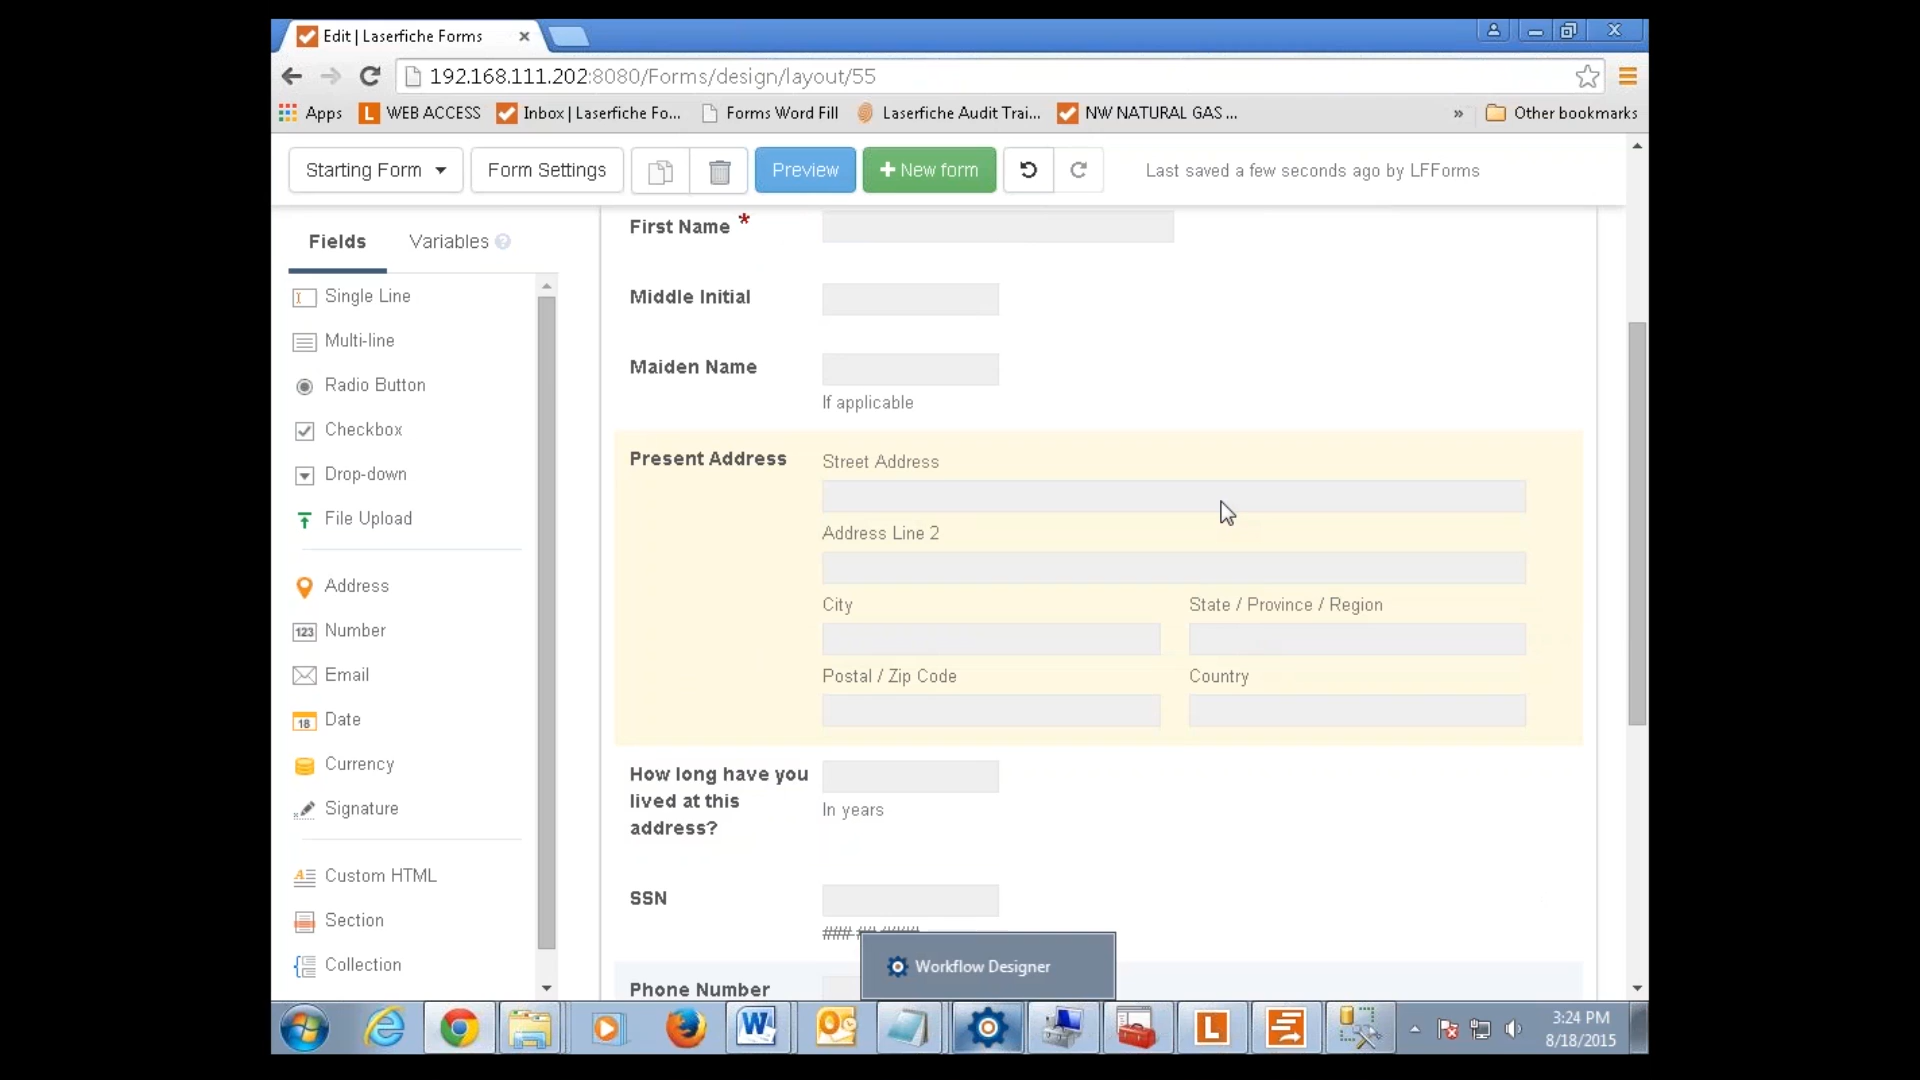 Edit | Laserfiche Forms
192.168.111.202:8080/Forms/design/layout/55
Apps
WEB ACCESS
Inbox | Laserfiche Fo...
Forms Word Fill
Laserfiche Audit Trai...
NW NATURAL GAS ...
»
Other bookmarks
Starting Form
Form Settings
Preview
+ New form
Last saved a few seconds ago by LFForms
Fields
Variables ?
Single Line
Multi-line
Radio Button
Checkbox
Drop-down
File Upload
Address
123 Number
Email
18 Date
Currency
Signature
Custom HTML
Section
Collection
First Name *
Middle Initial
Maiden Name
If applicable
Present Address
Street Address
Address Line 2
City
State / Province / Region
Postal / Zip Code
Country
How long have you
lived at this
address?
In years
SSN
Phone Number
Workflow Designer
3:24 PM
8/18/2015